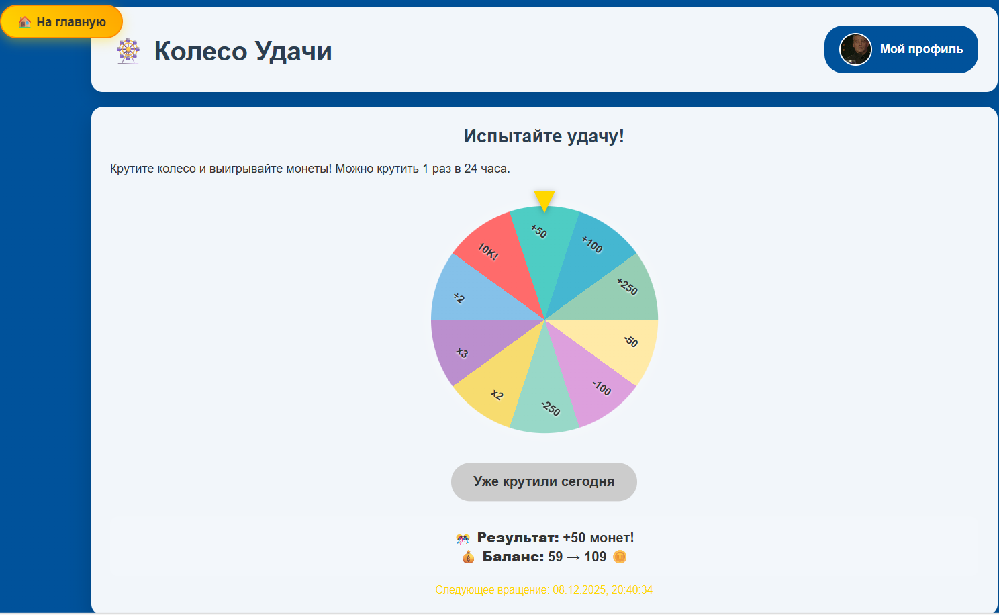 На главную
Колесо Удачи
Мой профиль
Испытайте удачу!
Крутите колесо и выигрывайте монеты! Можно крутить 1 раз в 24 часа.
+50
+100
+250
-50
-100
-250
x2
x3
÷2
10K!
Уже крутили сегодня
Результат: +50 монет!
Баланс: 59 → 109
Следующее вращение: 08.12.2025, 20:40:34